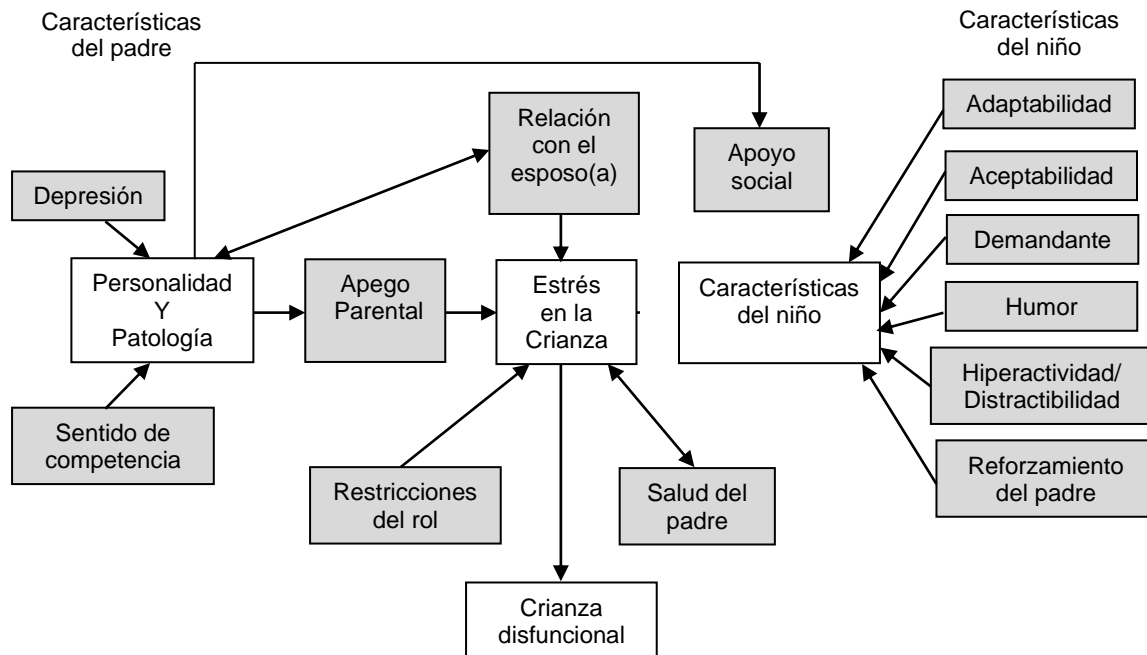 Características
del padre
Características
del niño
Relación
con el
esposo(a)
Apoyo
social
Adaptabilidad
Aceptabilidad
Depresión
Demandante
Personalidad
Y
Patología
Apego
Parental
Estrés
en la
Crianza
Características
del niño
Humor
Hiperactividad/
Distractibilidad
Sentido de
competencia
Restricciones
del rol
Salud del
padre
Reforzamiento
del padre
Crianza
disfuncional